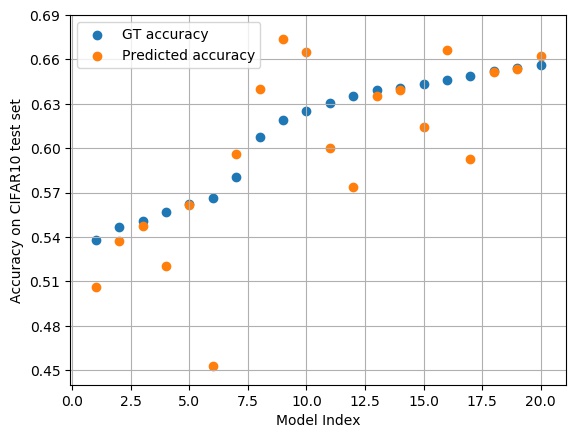 GT accuracy
Predicted accuracy
Accuracy on CIFAR10 test set
0.69
0.66
0.63
0.60
0.57
0.54
0.51
0.48
0.45
0.0 2.5 5.0 7.5 10.0 12.5 15.0 17.5 20.0
Model Index